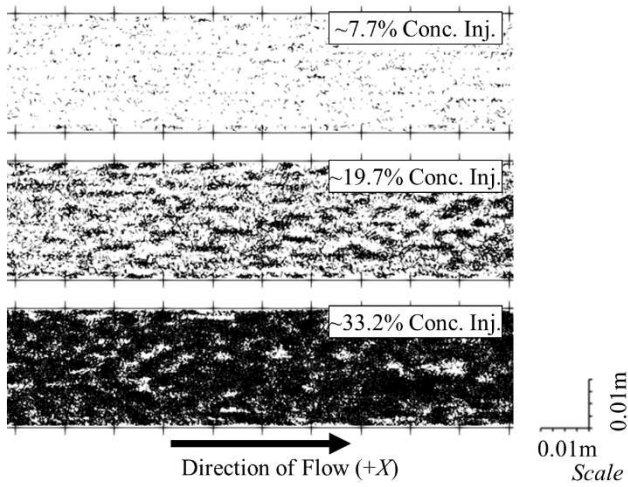 ~7.7% Conc. Inj.
~19.7% Conc. Inj.
~33.2% Conc. Inj.
0.01m
0.01m
Direction of Flow (+X)
Scale